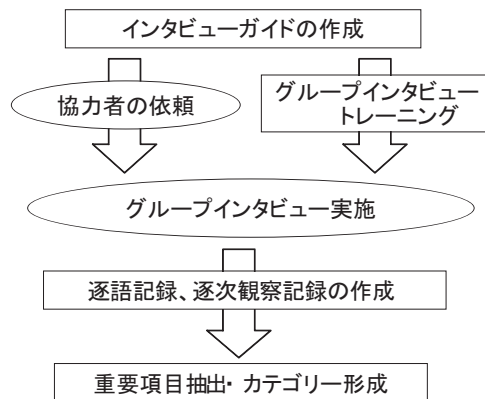 インタビューガイドの作成
協力者の依頼
グループインタビュー
トレーニング
グループインタビュー実施
逐語記録、逐次観察記録の作成
重要項目抽出・カテゴリー形成